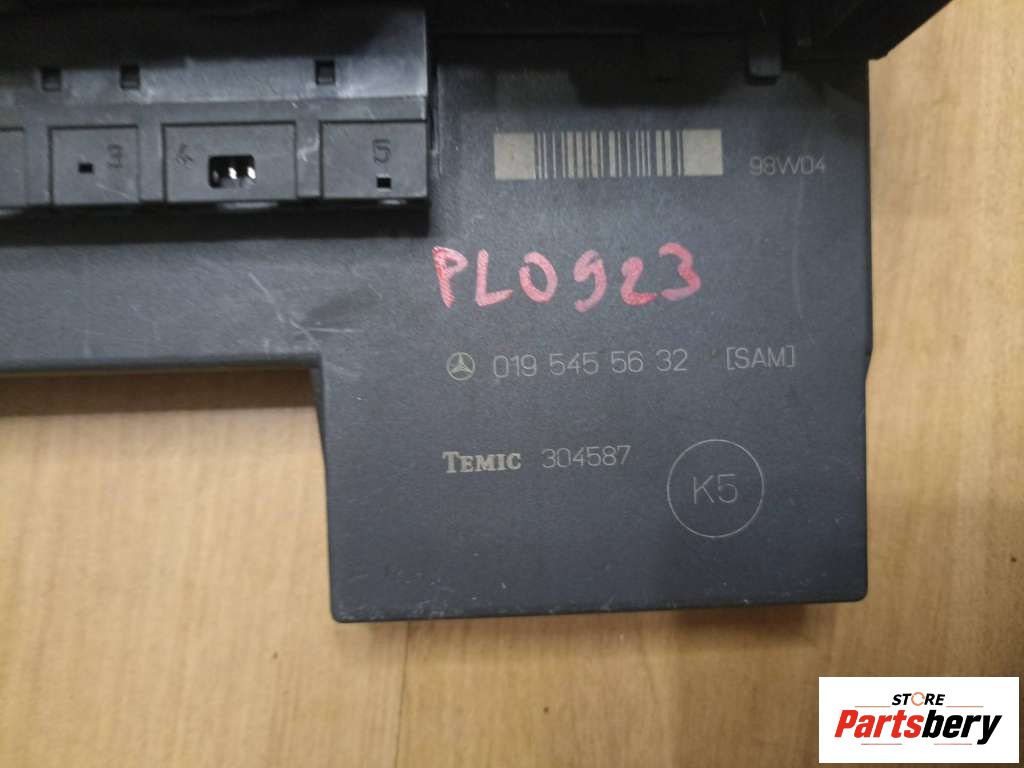 3 4 5
98W04
PL0923
019 545 56 32 [SAM]
TEMIC 304587
K5
STORE
Partsbery